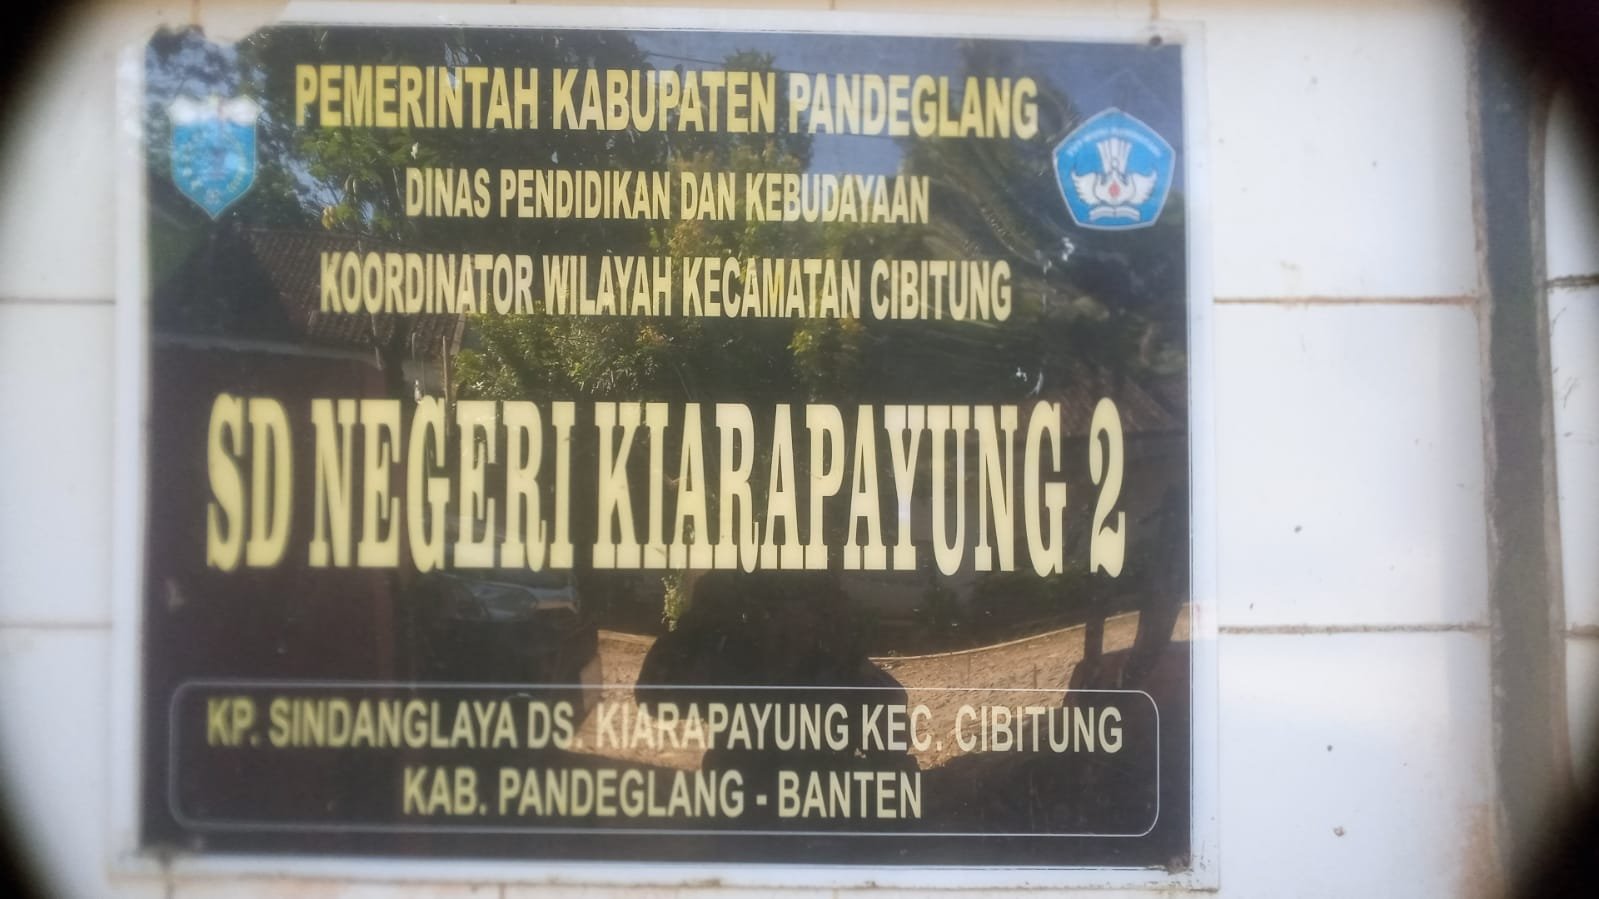 PEMERINTAH KABUPATEN PANDEGLANG
DINAS PENDIDIKAN DAN KEBUDAYAAN
KOORDINATOR WILAYAH KECAMATAN CIBITUNG
SD NEGERI KIARAPAYUNG 2
KP. SINDANGLAYA DS. KIARAPAYUNG KEC. CIBITUNG
KAB. PANDEGLANG - BANTEN